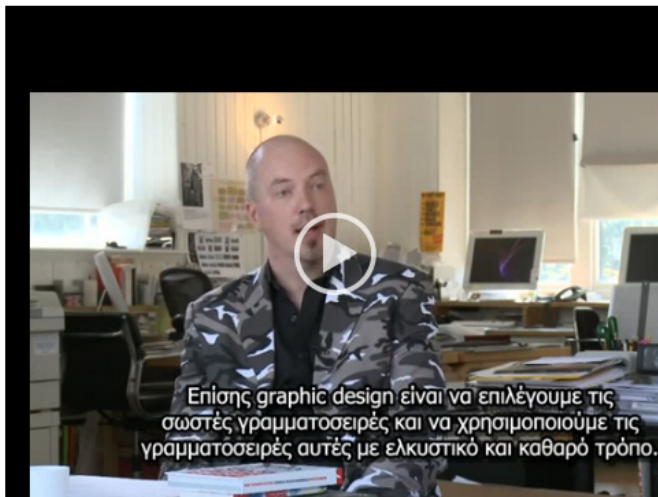 Επίσης graphic design είναι να επιλέγουμε τις
σωστές γραμματοσειρές και να χρησιμοποιούμε τις
γραμματοσειρές αυτές με ελκυστικό και καθαρό τρόπο.